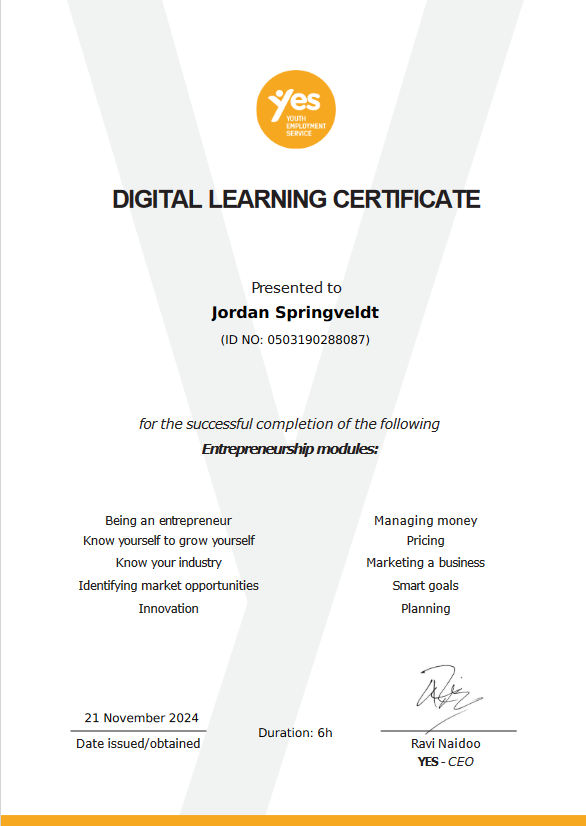 Yes
YOUTH
EMPLOYMENT
SERVICE
DIGITAL LEARNING CERTIFICATE
Presented to
Jordan Springveldt
(ID NO: 0503190288087)
for the successful completion of the following
Entrepreneurship modules:
Being an entrepreneur
Know yourself to grow yourself
Know your industry
Identifying market opportunities
Innovation
Managing money
Pricing
Marketing a business
Smart goals
Planning
21 November 2024
Date issued/obtained
Duration: 6h
Ravi Naidoo
YES - CEO